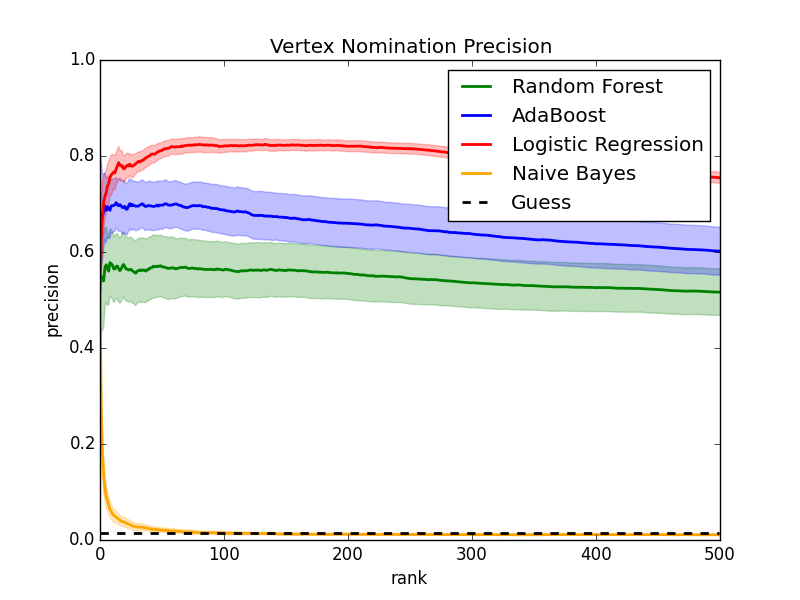 Vertex Nomination Precision
1.0
0.8
0.6
0.4
0.2
0.0
precision
Random Forest
AdaBoost
Logistic Regression
Naive Bayes
Guess
0
100
200
300
400
500
rank